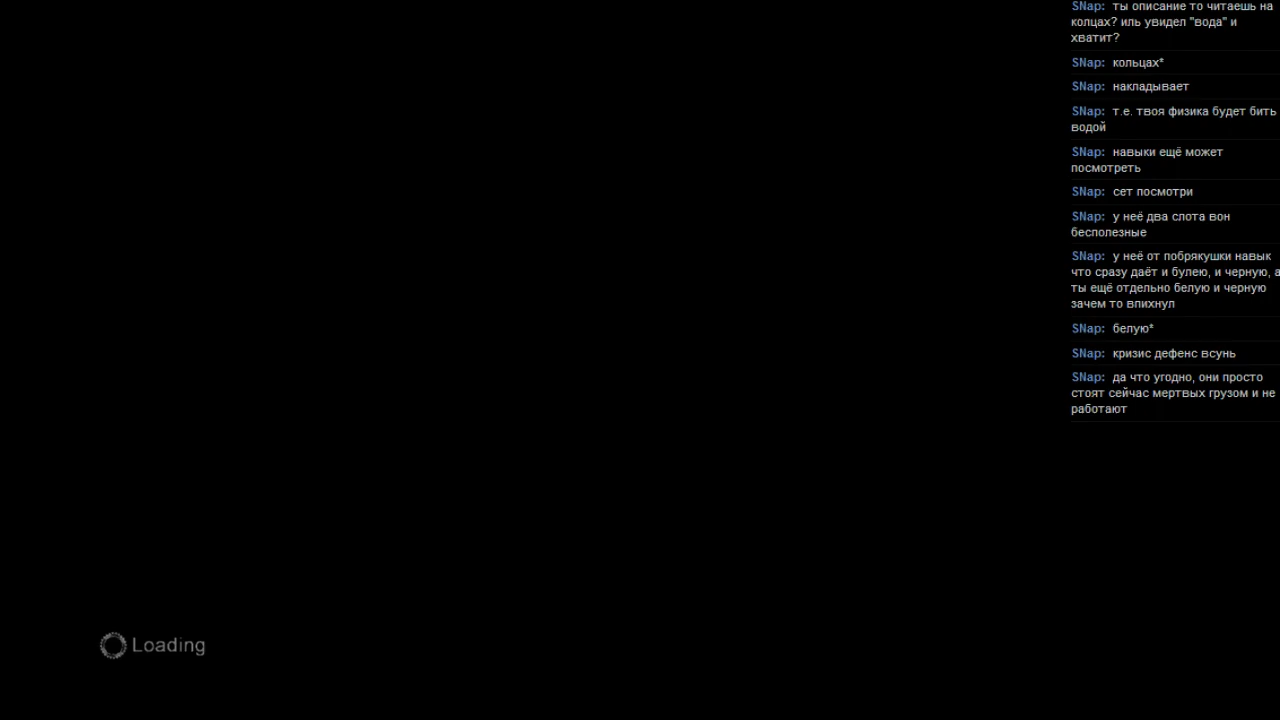 SNap: ты описание то читаешь на
колцах? иль увидел "вода" и
хватит?
SNap: кольцах*
SNap: накладывает
SNap: т.е. твоя физика будет бить
водой
SNap: навыки ещё может
посмотреть
SNap: сет посмотри
SNap: у неё два слота вон
бесполезные
SNap: у неё от побрякушки навык
что сразу даёт и булею, и черную, а
ты ещё отдельно белую и черную
зачем то впихнул
SNap: белую*
SNap: кризис дефенс всунь
SNap: да что угодно, они просто
стоят сейчас мертвых грузом и не
работают
Loading